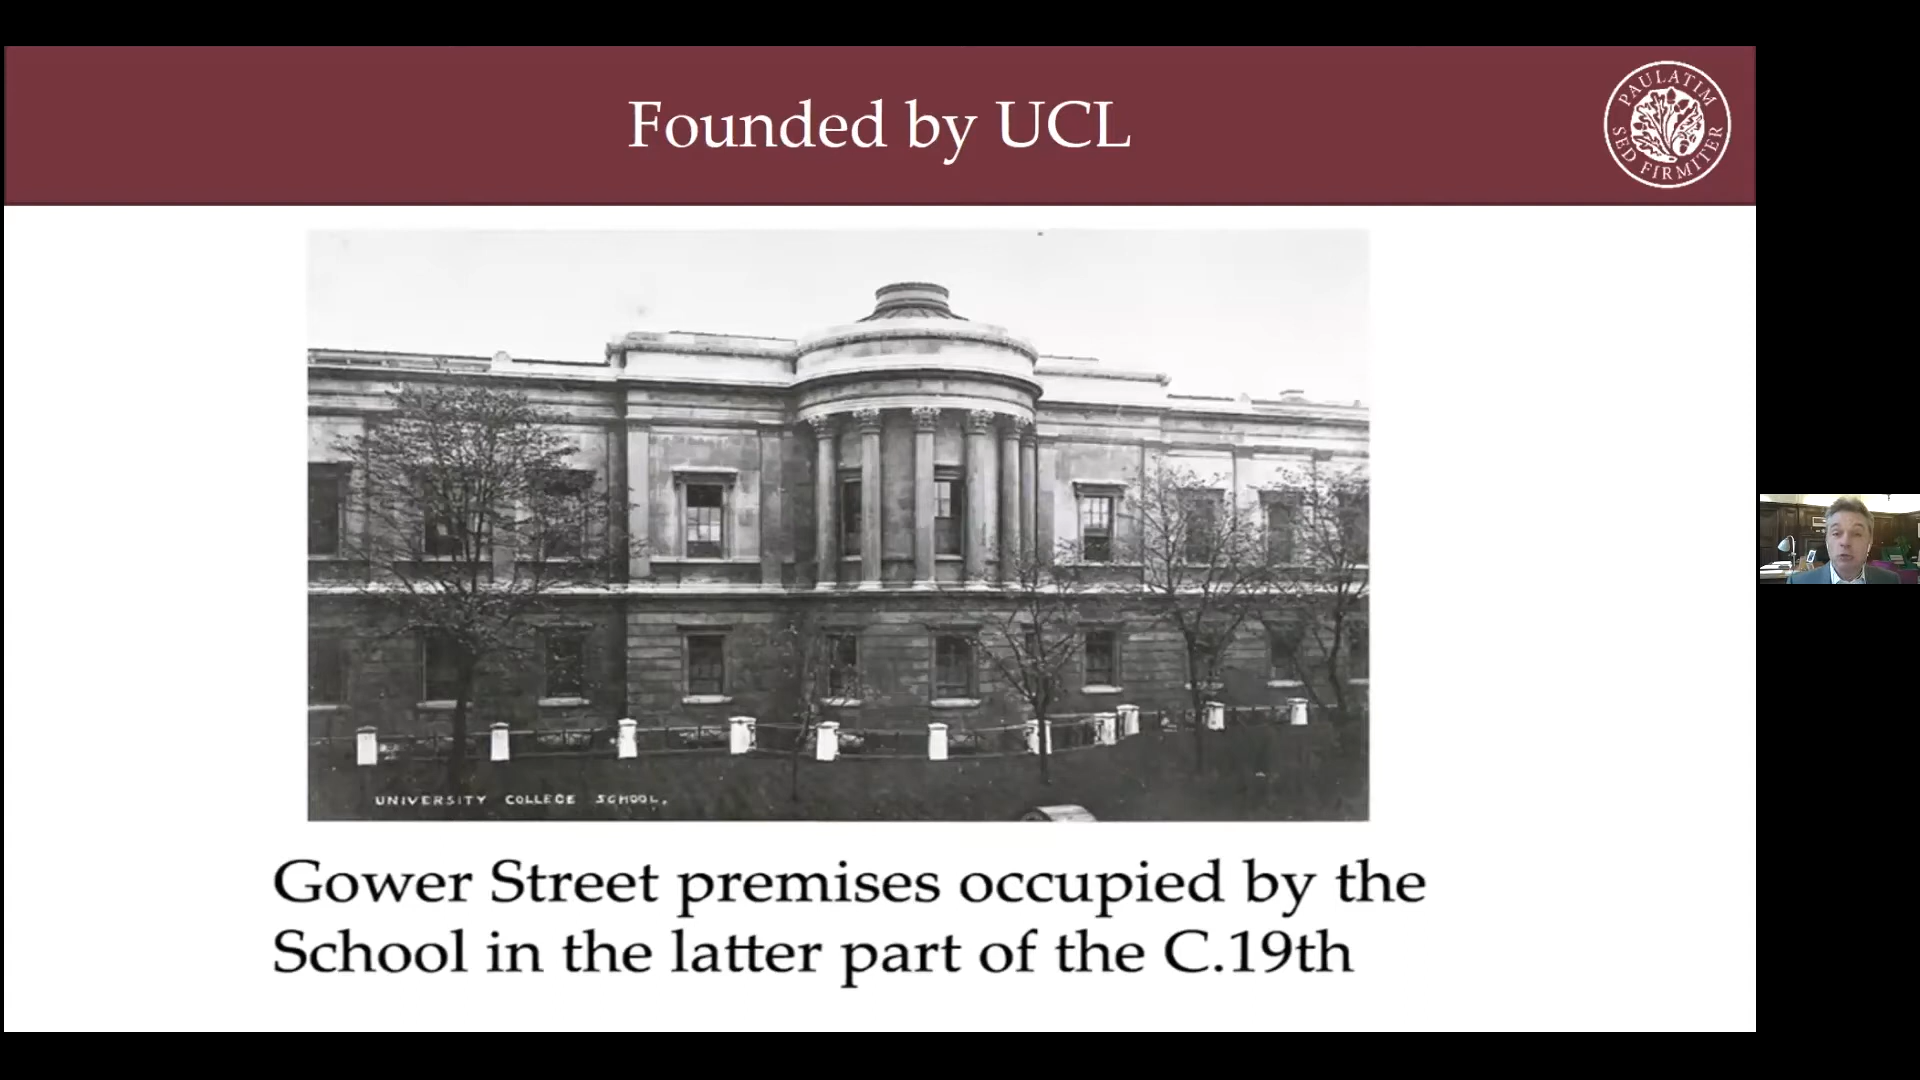 Founded by UCL
PAULATIM
SED FIRMITER
UNIVERSITY COLLEGE SCHOOL.
Gower Street premises occupied by the
School in the latter part of the C.19th